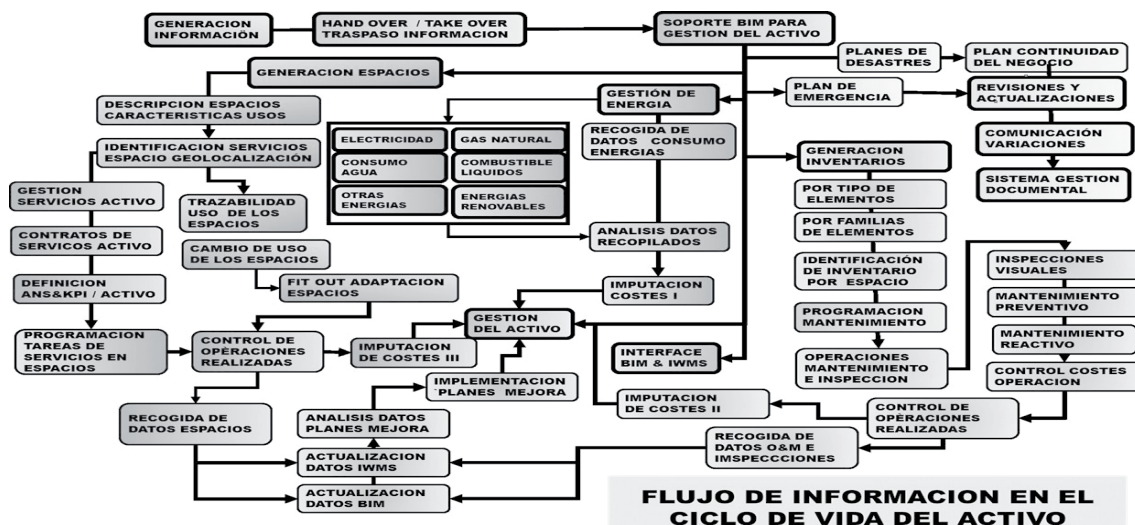 GENERACION
INFORMACIÖN
HAND OVER / TAKE OVER
TRASPASO INFORMACION
SOPORTE BIM PARA
GESTION DEL ACTIVO
PLANES DE
DESASTRES
PLAN CONTINUIDAD
DEL NEGOCIO
GENERACION ESPACIOS
PLAN DE
EMERGENCIA
REVISIONES Y
ACTUALIZACIONES
DESCRIPCION ESPACIOS
CARACTERISTICAS USOS
GESTIÓN DE
ENERGIA
RECOGIDA DE
DATOS CONSUMO
ENERGIAS
COMUNICACIÓN
VARIACIONES
IDENTIFICACION SERVICIOS
ESPACIO GEOLOCALIZACIÓN
ELECTRICIDAD
GAS NATURAL
CONSUMO
AGUA
COMBUSTIBLE
LIQUIDOS
OTRAS
ENERGIAS
ENERGIAS
RENOVABLES
GENERACION
INVENTARIOS
SISTEMA GESTION
DOCUMENTAL
GESTION
SERVICIOS ACTIVO
TRAZABILIDAD
USO DE LOS
ESPACIOS
POR TIPO DE
ELEMENTOS
CONTRATOS DE
SERVICOS ACTIVO
CAMBIO DE USO
DE LOS ESPACIOS
ANALISIS DATOS
RECOPILADOS
POR FAMILIAS
DE ELEMENTOS
DEFINICION
ANS&KPI / ACTIVO
FIT OUT ADAPTACION
ESPACIOS
IMPUTACION
COSTES I
IDENTIFICACIÓN
DE INVENTARIO
POR ESPACIO
INSPECCIONES
VISUALES
PROGRAMACION
TAREAS DE
SERVICIOS EN
ESPACIOS
CONTROL DE
OPÈRACIONES
REALIZADAS
IMPUTACION
DE COSTES III
GESTION
DEL ACTIVO
PROGRAMACIÓN
MANTENIMIENTO
MANTENIMIENTO
PREVENTIVO
INTERFACE
BIM & IWMS
OPERACIONES
MANTENIMIENTO
E INSPECCION
MANTENIMIENTO
REACTIVO
IMPLEMENTACION
PLANES MEJORA
CONTROL COSTES
OPERACION
RECOGIDA DE
DATOS ESPACIOS
ANALISIS DATOS
PLANES MEJORA
IMPUTACION
DE COSTES II
CONTROL DE
OPÈRACIONES
REALIZADAS
ACTUALIZACION
DATOS IWMS
RECOGIDA DE
DATOS O&M E
IMSPECCCIONES
ACTUALIZACION
DATOS BIM
FLUJO DE INFORMACION EN EL
CICLO DE VIDA DEL ACTIVO